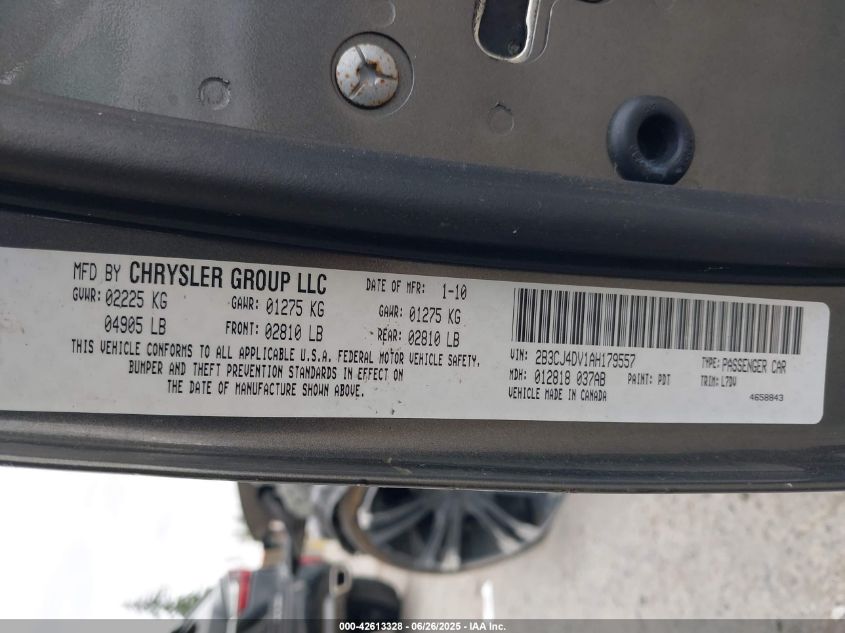 MFD BY CHRYSLER GROUP LLC DATE OF MFR: 1-10
GVWR: 02225 KG GAWR: 01275 KG GAWR: 01275 KG
04905 LB FRONT: 02810 LB REAR: 02810 LB
THIS VEHICLE CONFORMS TO ALL APPLICABLE U.S.A. FEDERAL MOTOR VEHICLE SAFETY,
BUMPER AND THEFT PREVENTION STANDARDS IN EFFECT ON
THE DATE OF MANUFACTURE SHOWN ABOVE.
VIN: 2B3CJ4DV1AH179557 TYPE: PASSENGER CAR
MDH: 012818 037AB PAINT: PDT TRIM: L7DV
VEHICLE MADE IN CANADA 4658843
000-42613328 - 06/26/2025 - IAA Inc.